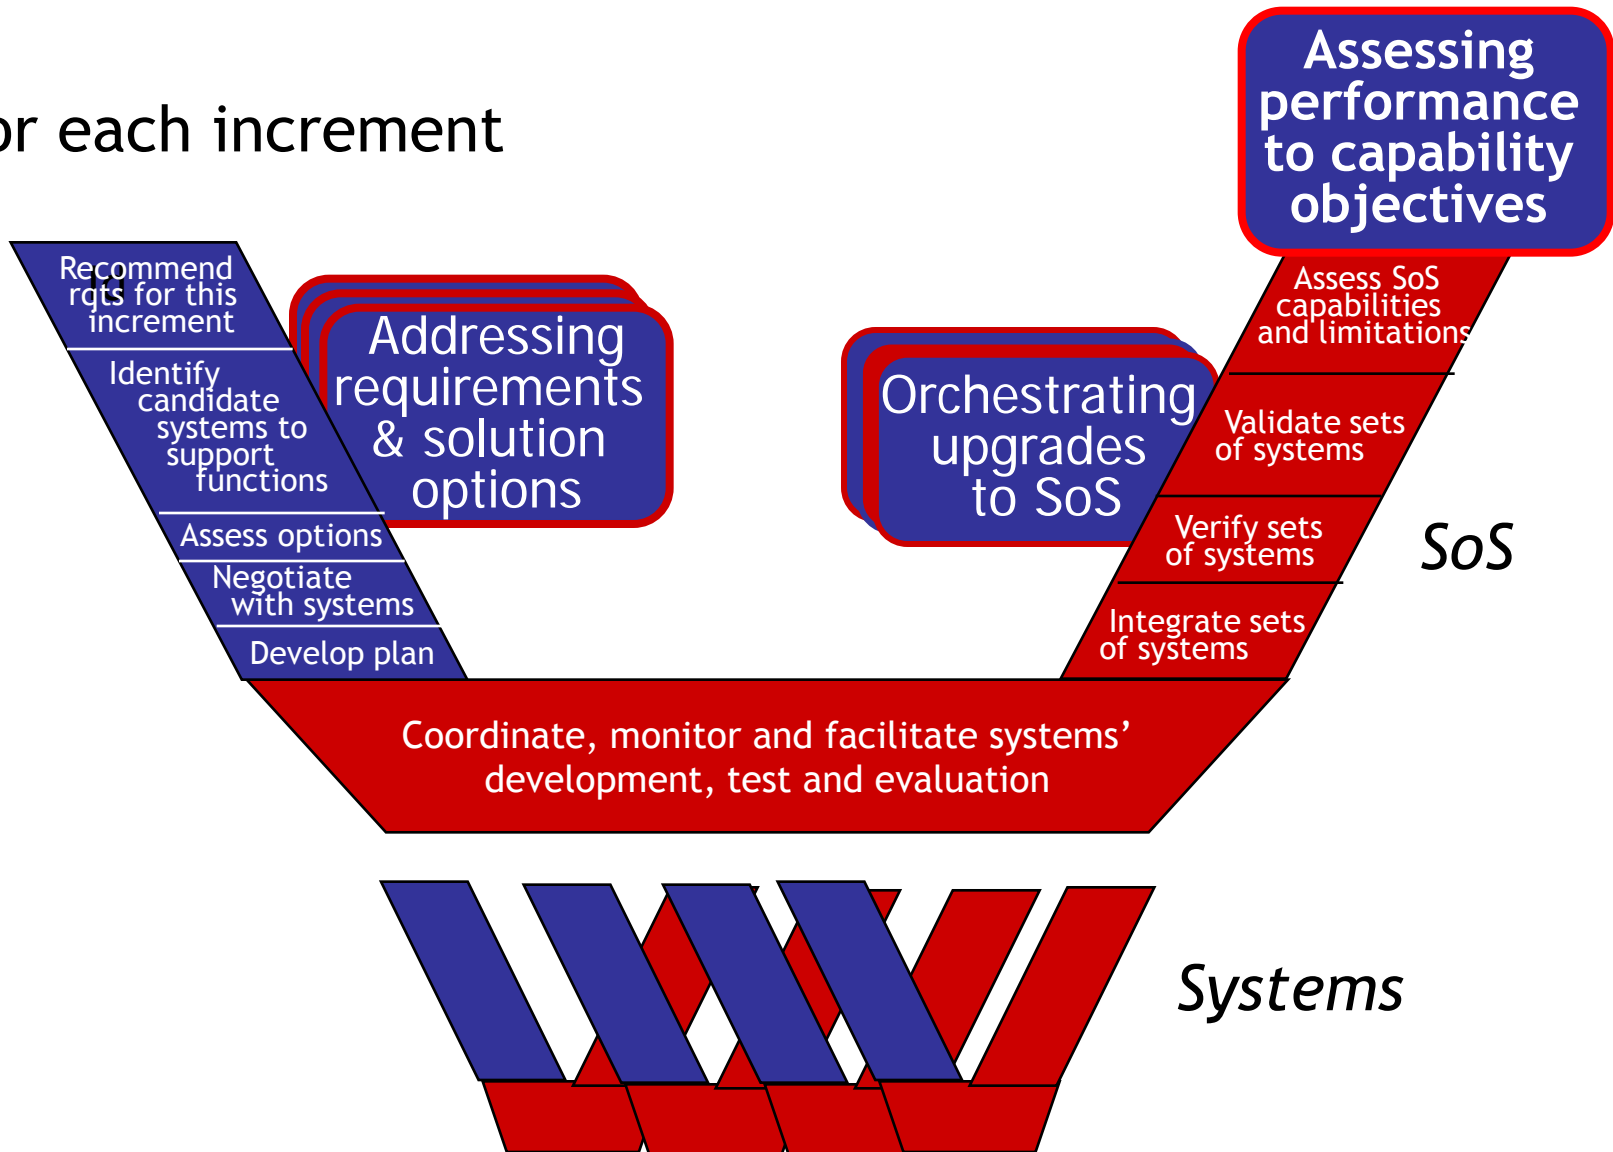 or each increment
Assessing
performance
to capability
objectives
Recommend
rqts for this
increment
Identify
candidate
systems to
support
functions
Assess options
Negotiate
with systems
Develop plan
Addressing
requirements
& solution
options
Orchestrating
upgrades
to SoS
Assess SoS
capabilities
and limitations
Validate sets
of systems
Verify sets
of systems
Integrate sets
of systems
SoS
Coordinate, monitor and facilitate systems’
development, test and evaluation
Systems